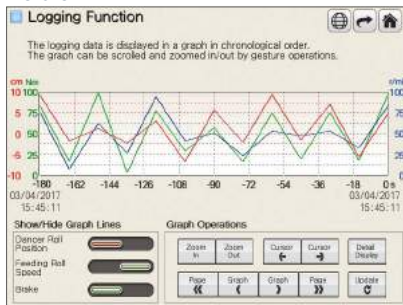 Logging Function
The logging data is displayed in a graph in chronological order.
The graph can be scrolled and zoomed in/out by gesture operations.
cm Nm r/mi
10 100 100
5 75 75
0 50 50
-5 25 25
-10 0 0
-180 -162 -144 -126 -108 -90 -72 -54 -36 -18 0 s
03/04/2017 03/04/2017
15:45:11 15:45:11
Show/Hide Graph Lines Graph Operations
Dancer Roll
Position
Feeding Roll
Speed
Brake
Zoom In Zoom Out Cursor Cursor Detail Display
Page Graph Graph Page Update